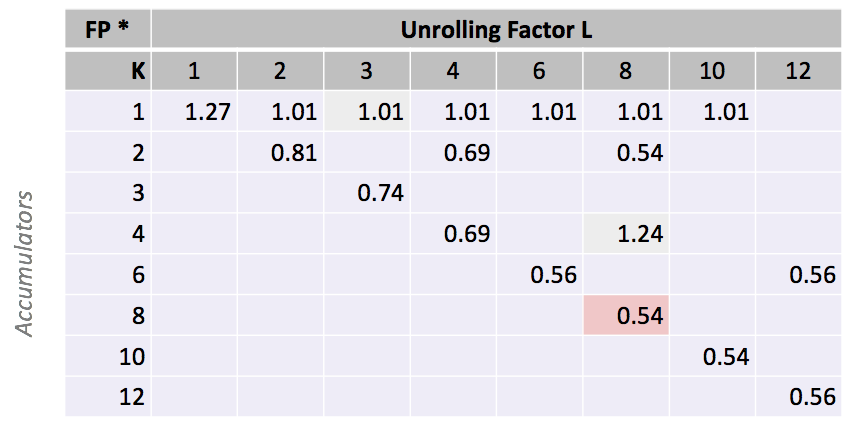 FP * Unrolling Factor L
K 1 2 3 4 6 8 10 12
1 1.27 1.01 1.01 1.01 1.01 1.01 1.01
2 0.81 0.69 0.54
3 0.74
4 0.69 1.24
6 0.56 0.56
8 0.54
10 0.54
12 0.56
Accumulators